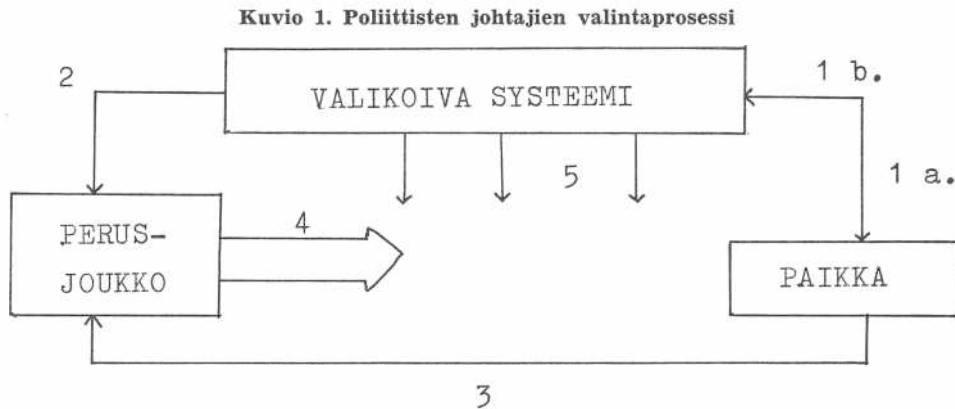 Kuvio 1. Poliittisten johtajien valintaprosessi
2
VALIKOIVA SYSTEEMI
1 b.
5
1 a.
PERUS-
JOUKKO
4
PAIKKA
3